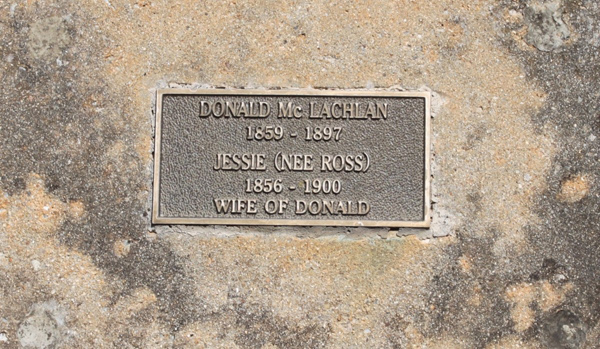 DONALD Mc LACHLAN
1859 - 1897
JESSIE (NEE ROSS)
1856 - 1900
WIFE OF DONALD